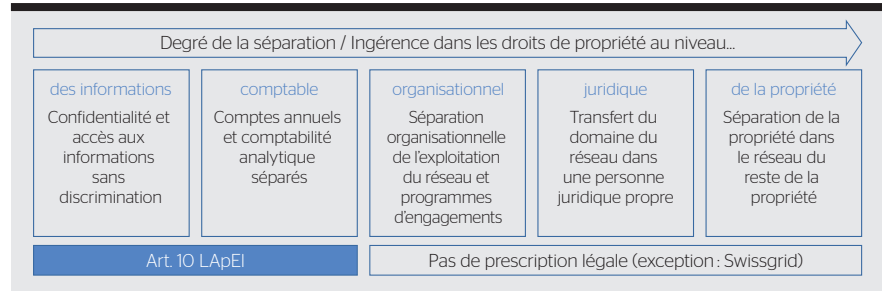 Degré de la séparation / Ingérence dans les droits de propriété au niveau...
des informations
Confidentialité et
accès aux
informations
sans
discrimination
comptable
Comptes annuels
et comptabilité
analytique
séparés
organisationnel
Séparation
organisationnelle
de l'exploitation
du réseau et
programmes
d'engagements
juridique
Transfert du
domaine du
réseau dans
une personne
juridique propre
de la propriété
Séparation de la
propriété dans
le réseau du
reste de la
propriété
Art. 10 LApEl
Pas de prescription légale (exception : Swissgrid)